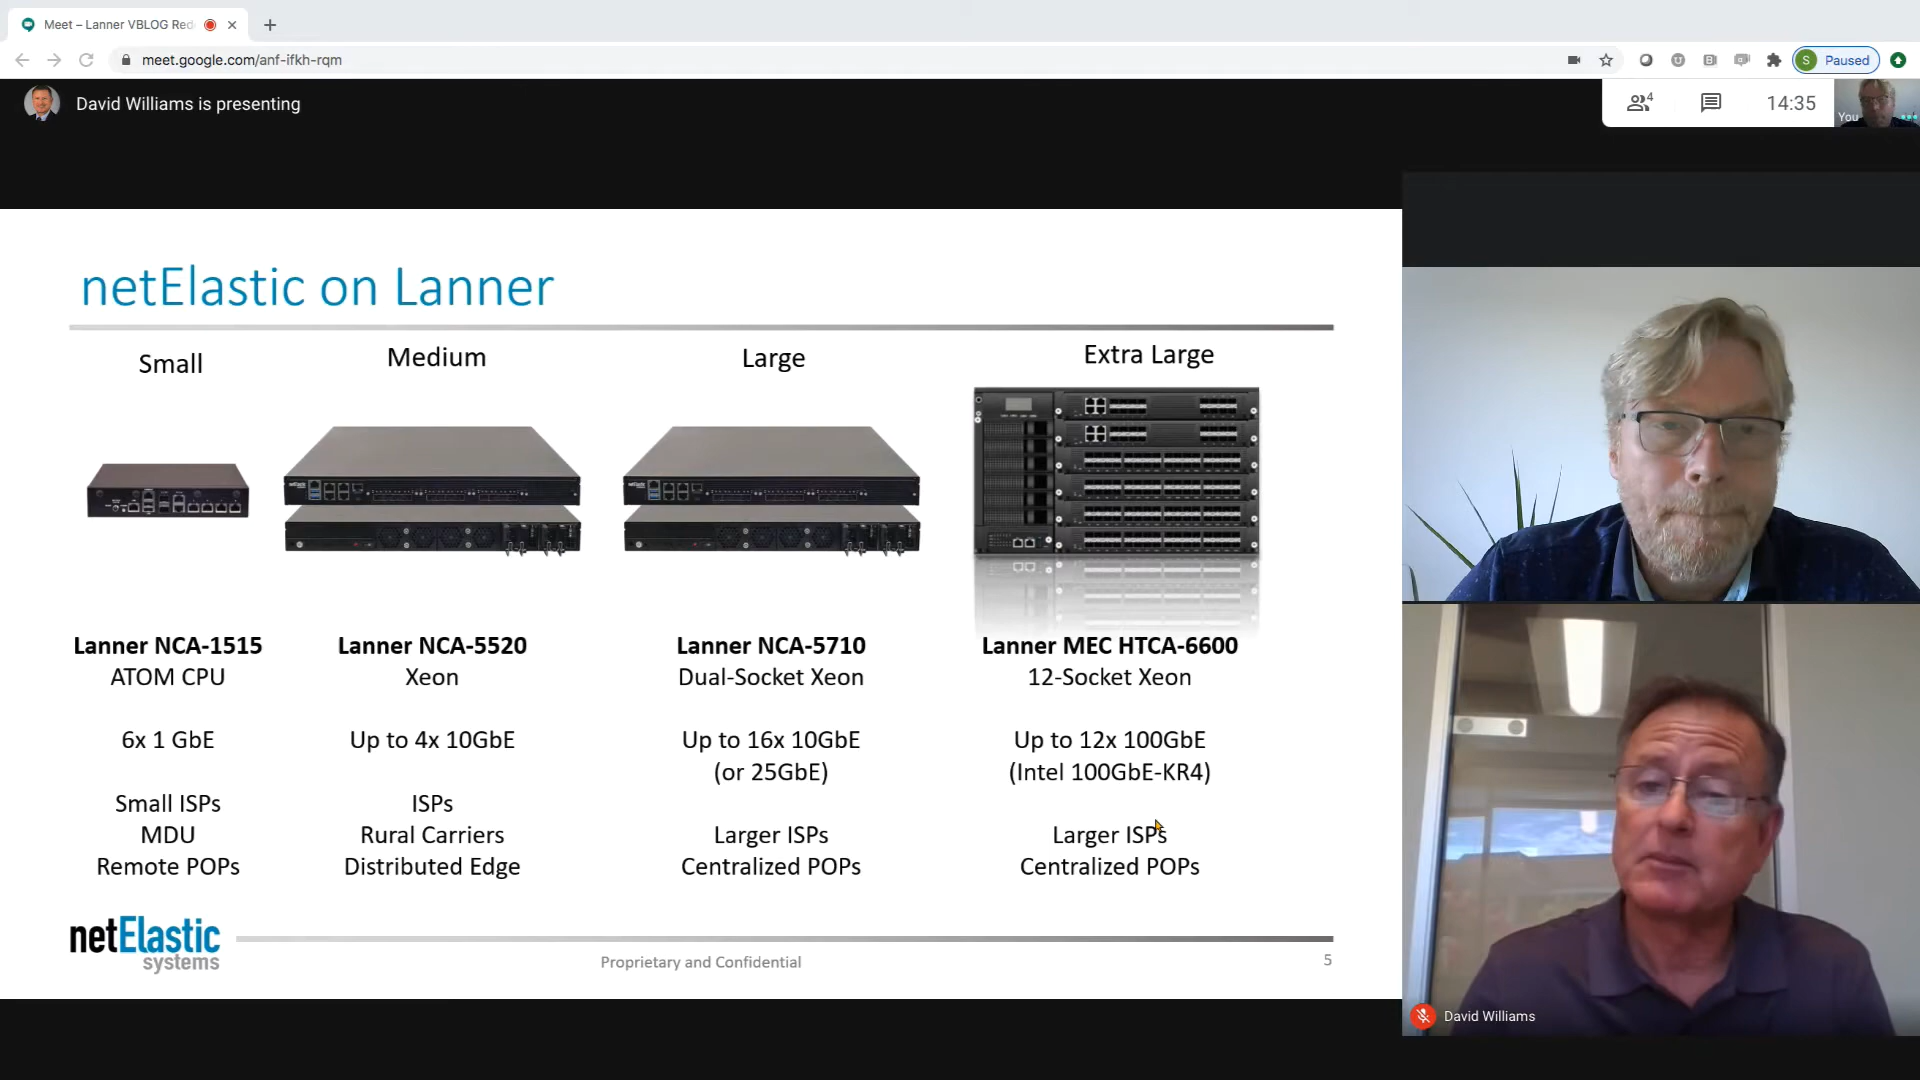 Meet – Lanner VBLOG Red
meet.google.com/anf-ifkh-rqm
S
Paused
David Williams is presenting
4
14:35
You
netElastic on Lanner
Small
Medium
Large
Extra Large
Lanner NCA-1515
ATOM CPU
6x 1 GbE
Small ISPs
MDU
Remote POPs
Lanner NCA-5520
Xeon
Up to 4x 10GbE
ISPs
Rural Carriers
Distributed Edge
Lanner NCA-5710
Dual-Socket Xeon
Up to 16x 10GbE
(or 25GbE)
Larger ISPs
Centralized POPs
Lanner MEC HTCA-6600
12-Socket Xeon
Up to 12x 100GbE
(Intel 100GbE-KR4)
Larger ISPs
Centralized POPs
netElastic
systems
Proprietary and Confidential
5
David Williams